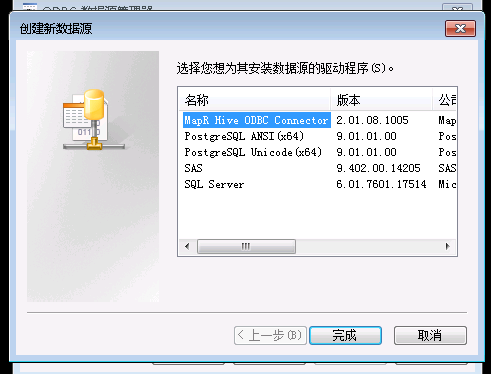 ODBC 数据源管理器
创建新数据源
选择您想为其安装数据源的驱动程序(S)。
名称 版本 公司
MapR Hive ODBC Connector 2.01.08.1005 Map
PostgreSQL ANSI(x64) 9.01.01.00 Pos
PostgreSQL Unicode(x64) 9.01.01.00 Pos
SAS 9.402.00.14205 SAS
SQL Server 6.01.7601.17514 Mic
11010
< 上一步(B) 完成 取消